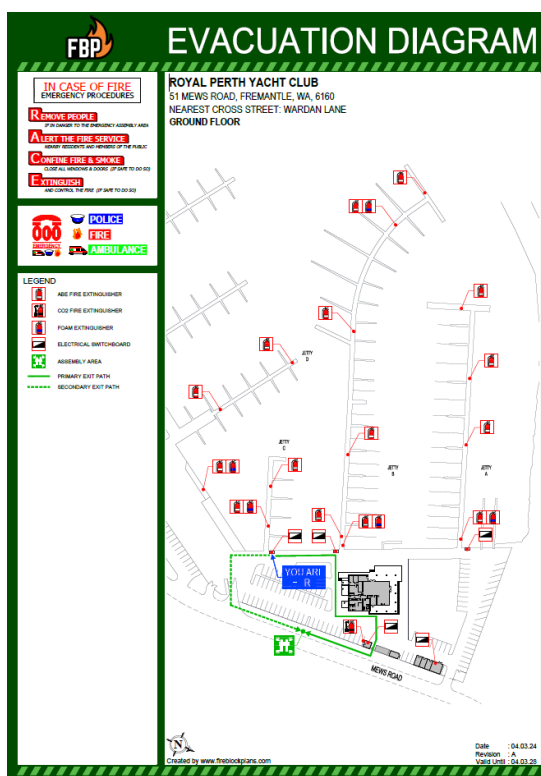 FBP
EVACUATION DIAGRAM
IN CASE OF FIRE
EMERGENCY PROCEDURES
REMOVE PEOPLE
IF IN DANGER TO THE EMERGENCY ASSEMBLY AREA
ALERT THE FIRE SERVICE
NEARBY RESIDENTS AND MEMBERS OF THE PUBLIC
CONFINE FIRE & SMOKE
CLOSE ALL WINDOWS & DOORS (IF SAFE TO DO SO)
EXTINGUISH
AND CONTROL THE FIRE (IF SAFE TO DO SO)
000
EMERGENCY
POLICE
FIRE
AMBULANCE
LEGEND
ABE FIRE EXTINGUISHER
CO2 FIRE EXTINGUISHER
FOAM EXTINGUISHER
ELECTRICAL SWITCHBOARD
ASSEMBLY AREA
PRIMARY EXIT PATH
SECONDARY EXIT PATH
ROYAL PERTH YACHT CLUB
51 MEWS ROAD, FREMANTLE, WA, 6160
NEAREST CROSS STREET: WARDAN LANE
GROUND FLOOR
JETTY
D
JETTY
C
JETTY
B
JETTY
A
YOU ARE
R
MEWS ROAD
N
Created by www.fireblockplans.com
Date : 04.03.24
Revision : A
Valid Until : 04.03.28